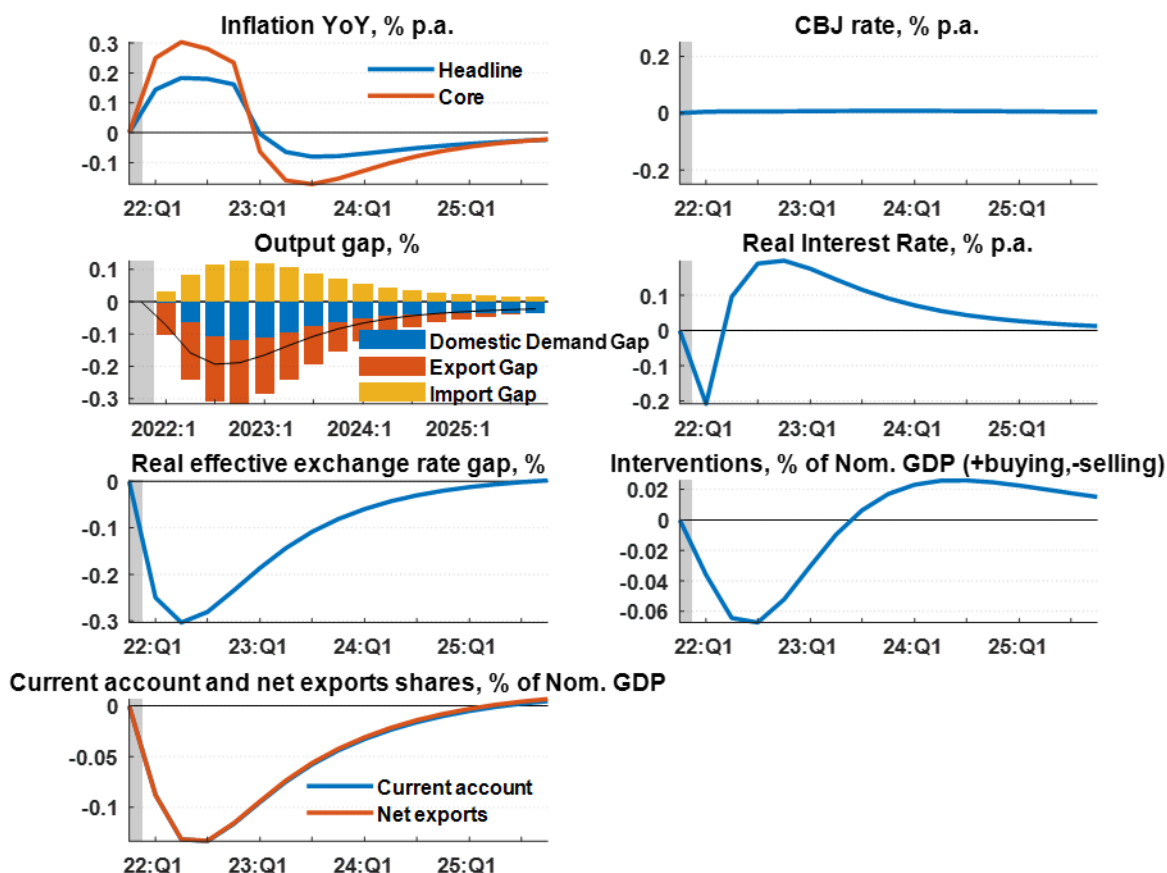 Inflation YoY, % p.a.
0.3
0.2
0.1
0
-0.1
Headline
Core
22:Q1 23:Q1 24:Q1 25:Q1
CBJ rate, % p.a.
0.2
0
-0.2
22:Q1 23:Q1 24:Q1 25:Q1
Output gap, %
0.1
0
-0.1
-0.2
-0.3
Domestic Demand Gap
Export Gap
Import Gap
2022:1 2023:1 2024:1 2025:1
Real Interest Rate, % p.a.
0.1
0
-0.1
-0.2
22:Q1 23:Q1 24:Q1 25:Q1
Real effective exchange rate gap, %
0
-0.1
-0.2
-0.3
22:Q1 23:Q1 24:Q1 25:Q1
Interventions, % of Nom. GDP (+buying,-selling)
0.02
0
-0.02
-0.04
-0.06
22:Q1 23:Q1 24:Q1 25:Q1
Current account and net exports shares, % of Nom. GDP
0
-0.05
-0.1
Current account
Net exports
22:Q1 23:Q1 24:Q1 25:Q1